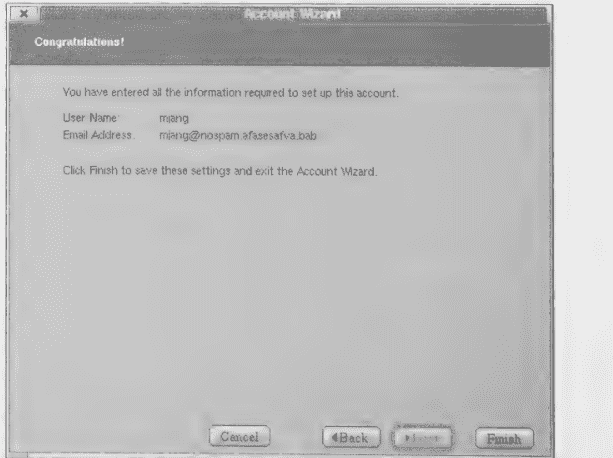 Account Wizard
Congratulations!
You have entered all the information required to set up this account.
User Name: mjang
Email Address: mjang@nospam.afasesafva.bab
Click Finish to save these settings and exit the Account Wizard.
Cancel Back Finish